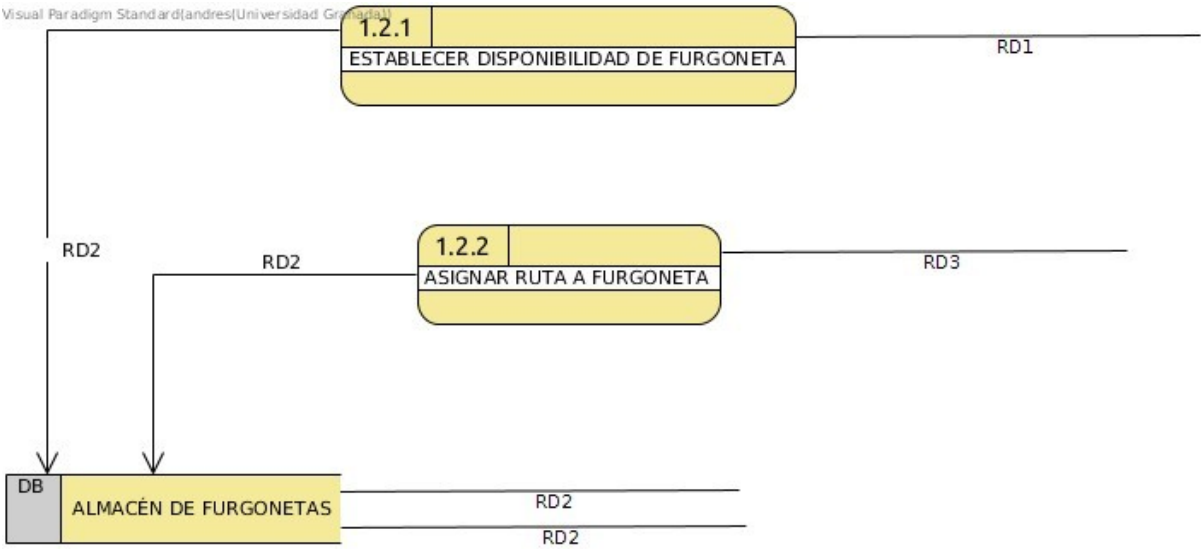 Visual Paradigm Standard(andres(Universidad Granada))
1.2.1
ESTABLECER DISPONIBILIDAD DE FURGONETA
RD1
RD2
1.2.2
RD2
ASIGNAR RUTA A FURGONETA
RD3
DB
ALMACÉN DE FURGONETAS
RD2
RD2